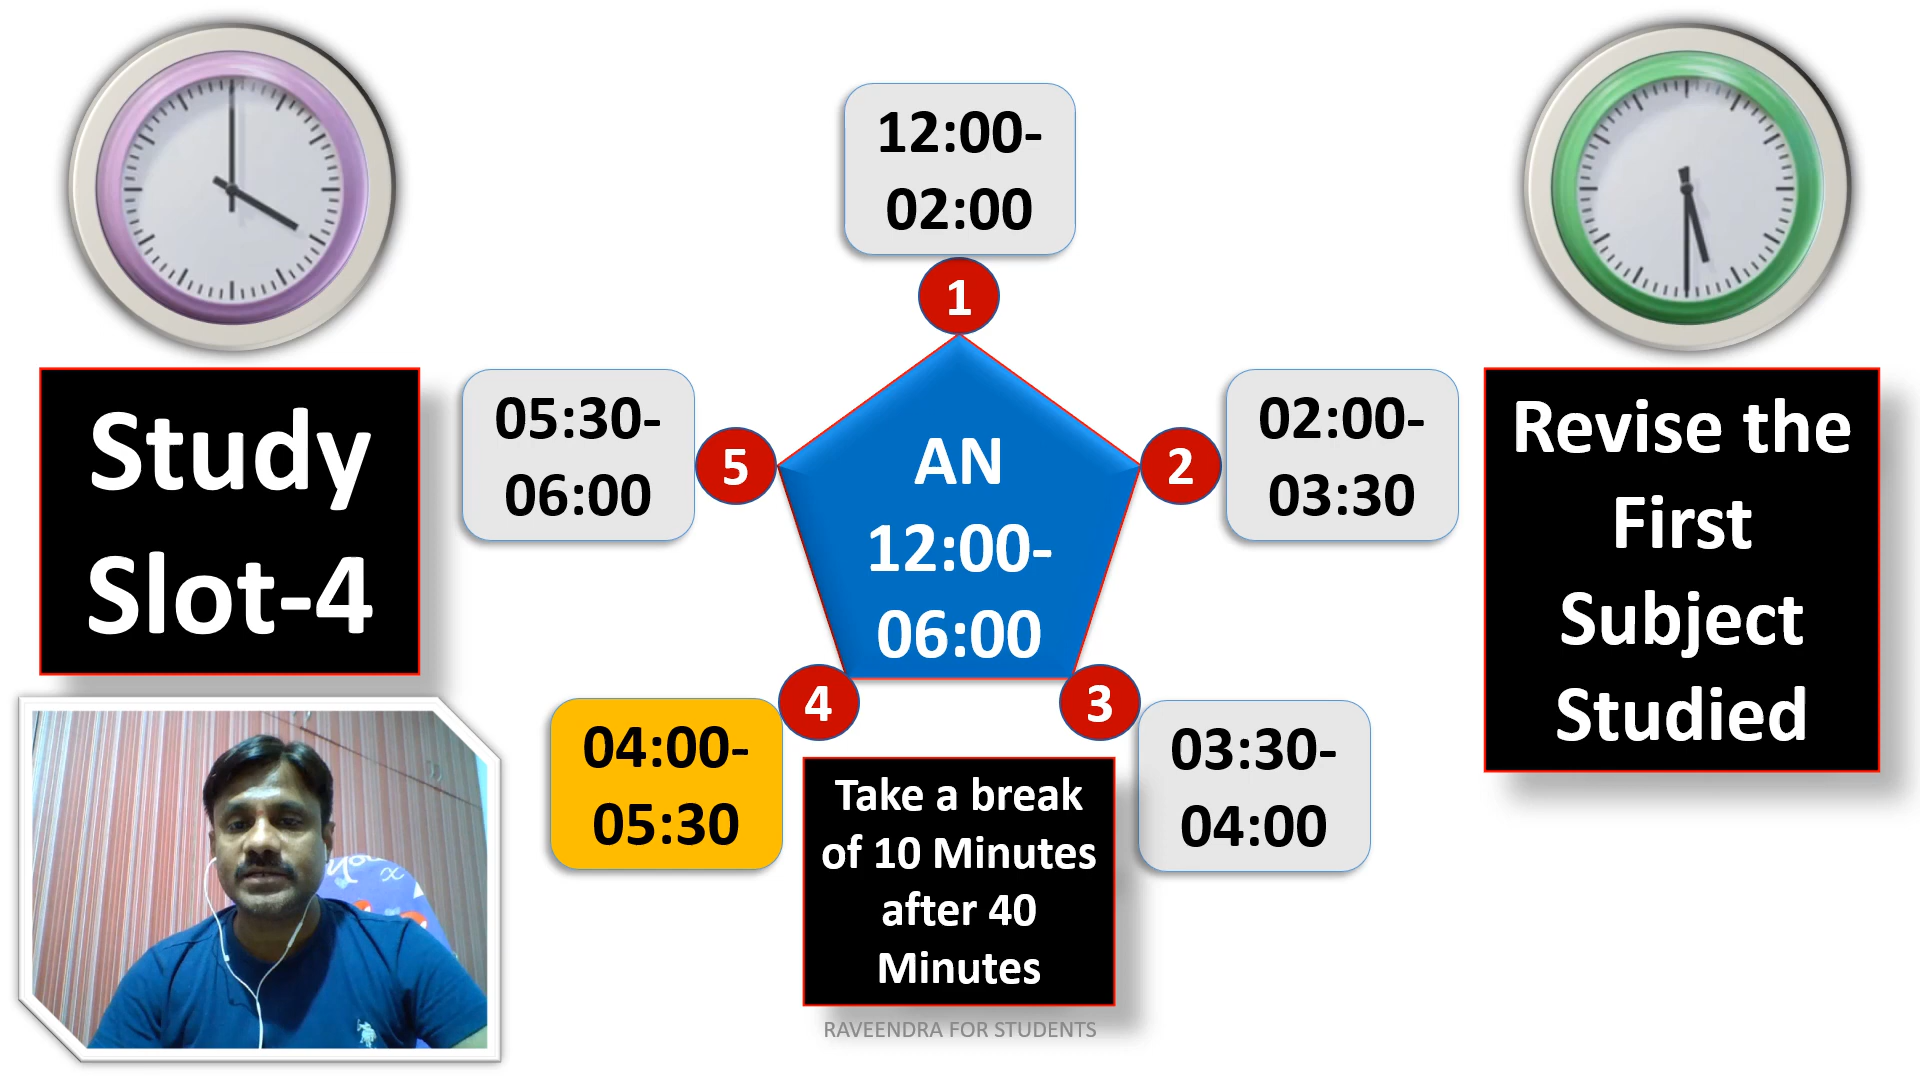 12:00-
02:00
1
Study
Slot-4
05:30-
06:00
5
AN
12:00-
06:00
2
02:00-
03:30
Revise the
First
Subject
Studied
4
04:00-
05:30
3
03:30-
04:00
Take a break
of 10 Minutes
after 40
Minutes
RAVEENDRA FOR STUDENTS